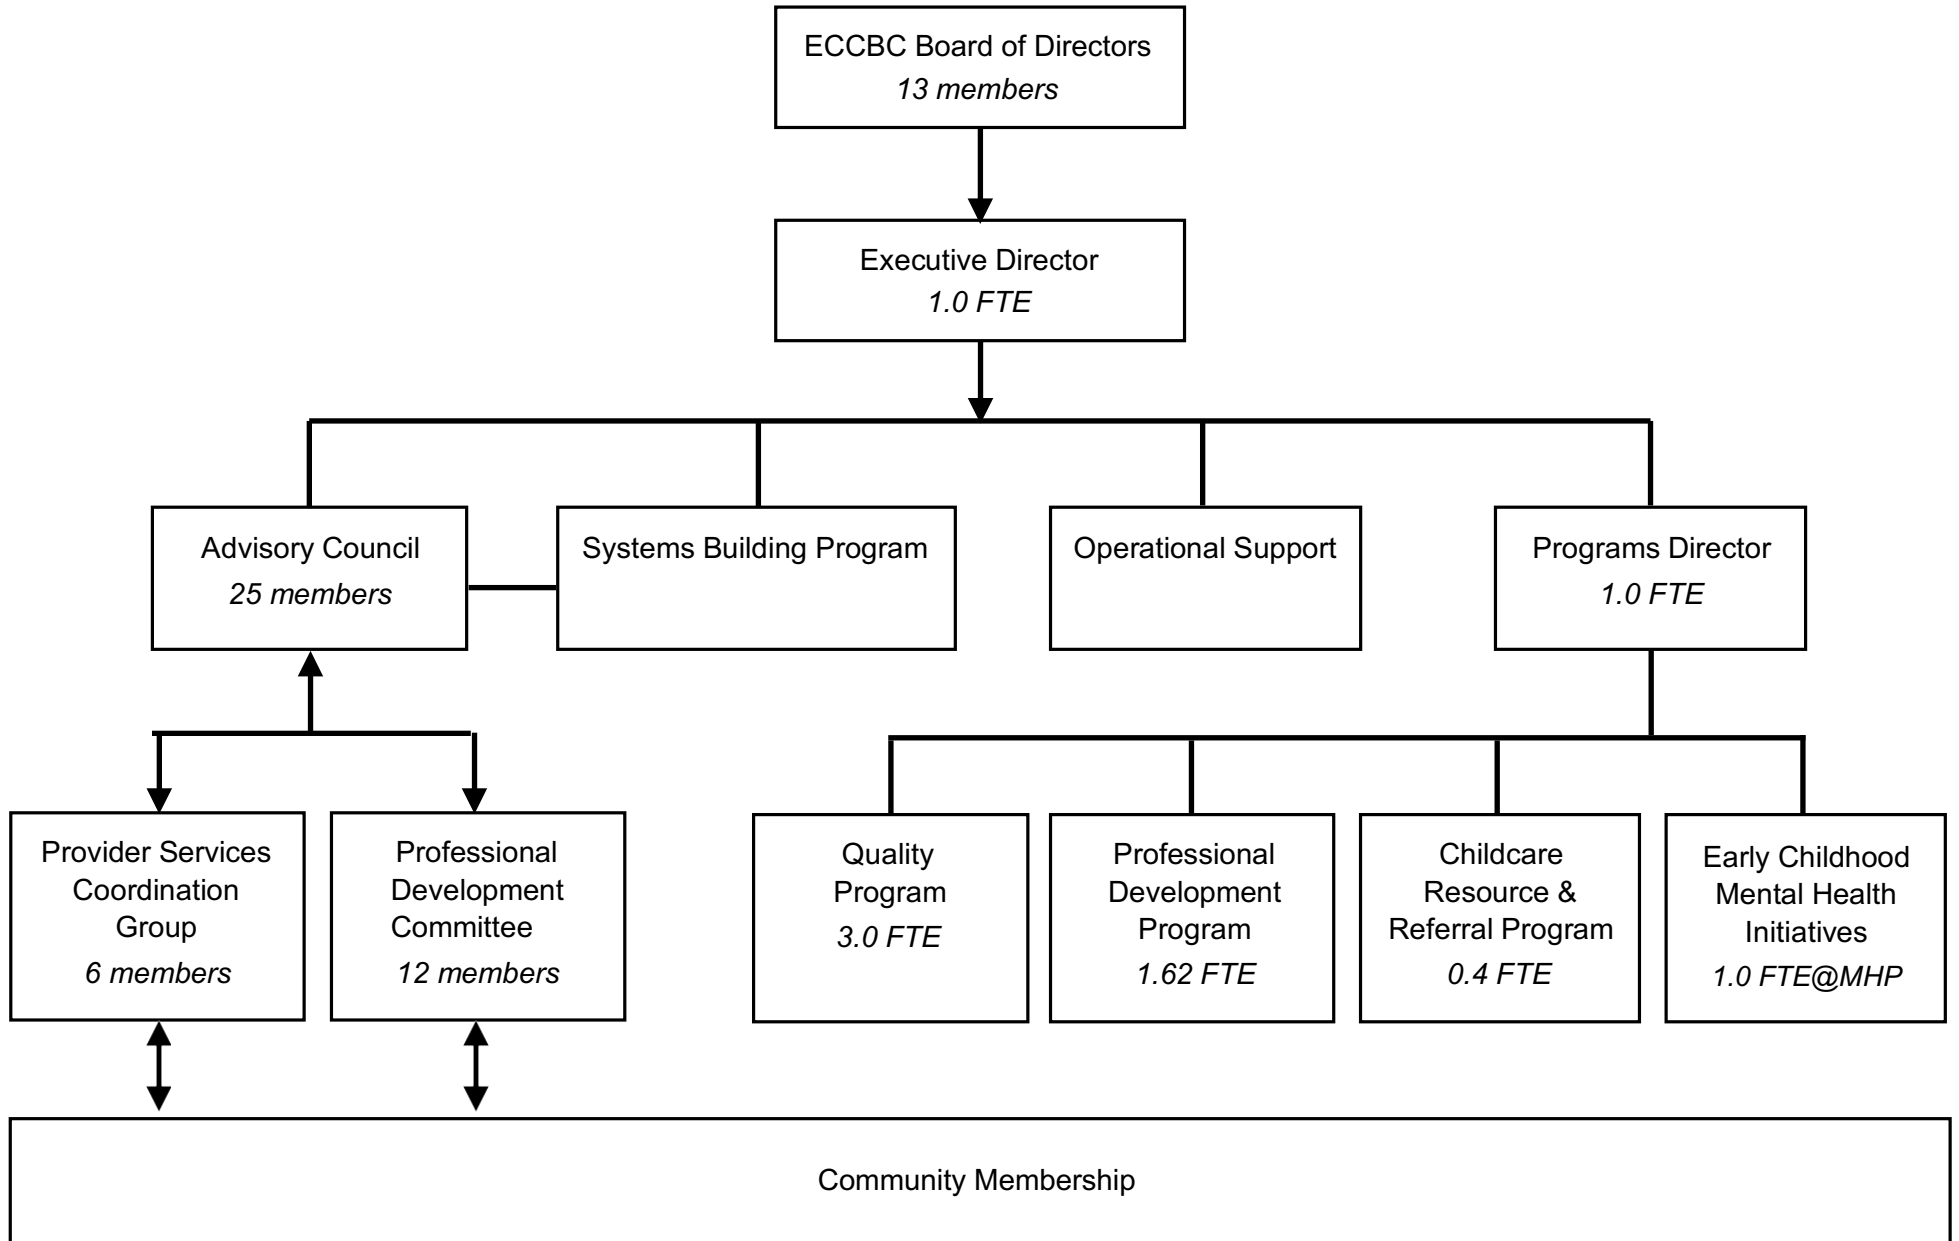 ECCBC Board of Directors
13 members
Executive Director
1.0 FTE
Advisory Council
25 members
Systems Building Program
Operational Support
Programs Director
1.0 FTE
Provider Services
Coordination
Group
6 members
Professional
Development
Committee
12 members
Quality
Program
3.0 FTE
Professional
Development
Program
1.62 FTE
Childcare
Resource &
Referral Program
0.4 FTE
Early Childhood
Mental Health
Initiatives
1.0 FTE@MHP
Community Membership